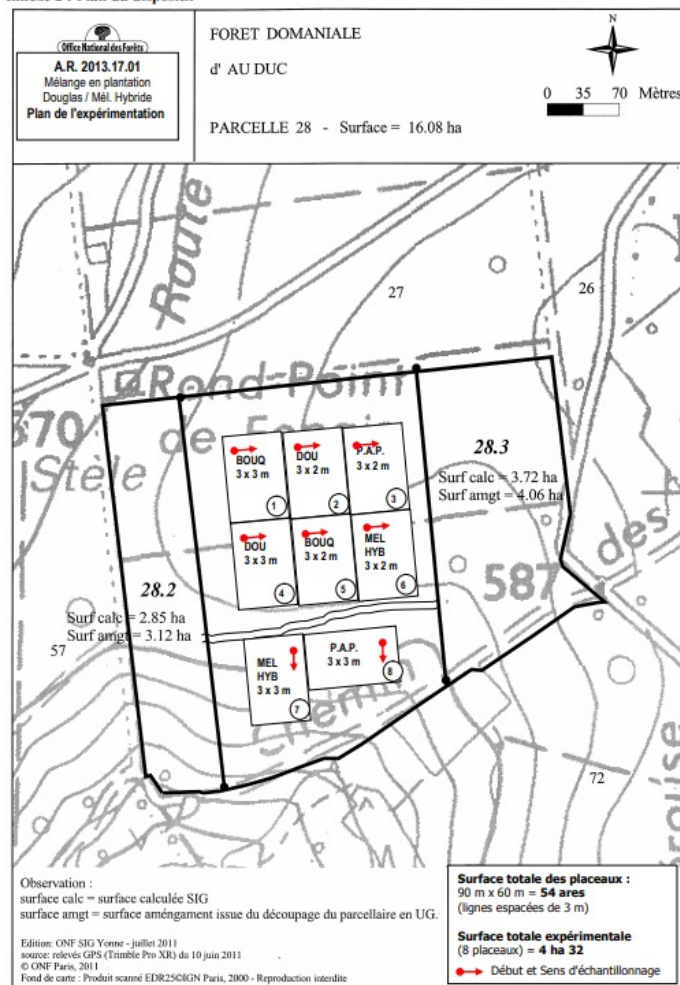 Office National des Forêts
A.R. 2013.17.01
Mélange en plantation
Douglas / Mél. Hybride
Plan de l'expérimentation
FORET DOMANIALE
d' AU DUC
PARCELLE 28 - Surface = 16.08 ha
N
0 35 70 Mètres
Route
27
26
Rond-Point
de
570
Stèle
28.3
Surf calc = 3.72 ha
Surf amgt = 4.06 ha
BOUQ
3 x 3 m
1
DOU
3 x 2 m
2
P.A.P.
3 x 2 m
3
DOU
3 x 3 m
4
BOUQ
3 x 2 m
5
MEL
HYB
3 x 2 m
6
587
des
28.2
Surf calc = 2.85 ha
Surf amgt = 3.12 ha
57
MEL
HYB
3 x 3 m
7
P.A.P.
3 x 3 m
8
Chemin
72
Observation :
surface calc = surface calculée SIG
surface amgt = surface améngament issue du découpage du parcellaire en UG.
Edition: ONF SIG Yonne - juillet 2011
source: relevés GPS (Trimble Pro XR) du 10 juin 2011
© ONF Paris, 2011
Fond de carte : Produit scanné EDR25©IGN Paris, 2000 - Reproduction interdite
Surface totale des placeaux :
90 m x 60 m = 54 ares
(lignes espacées de 3 m)
Surface totale expérimentale
(8 placeaux) = 4 ha 32
Début et Sens d'échantillonnage